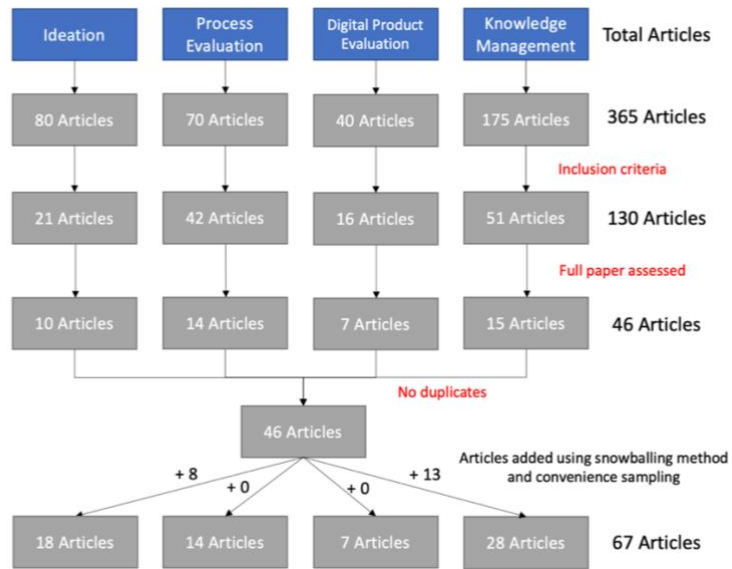 Ideation
Process
Evaluation
Digital Product
Evaluation
Knowledge
Management
Total Articles
80 Articles
70 Articles
40 Articles
175 Articles
365 Articles
Inclusion criteria
21 Articles
42 Articles
16 Articles
51 Articles
130 Articles
Full paper assessed
10 Articles
14 Articles
7 Articles
15 Articles
46 Articles
No duplicates
46 Articles
Articles added using snowballing method
and convenience sampling
+ 8
+ 0
+ 0
+ 13
18 Articles
14 Articles
7 Articles
28 Articles
67 Articles